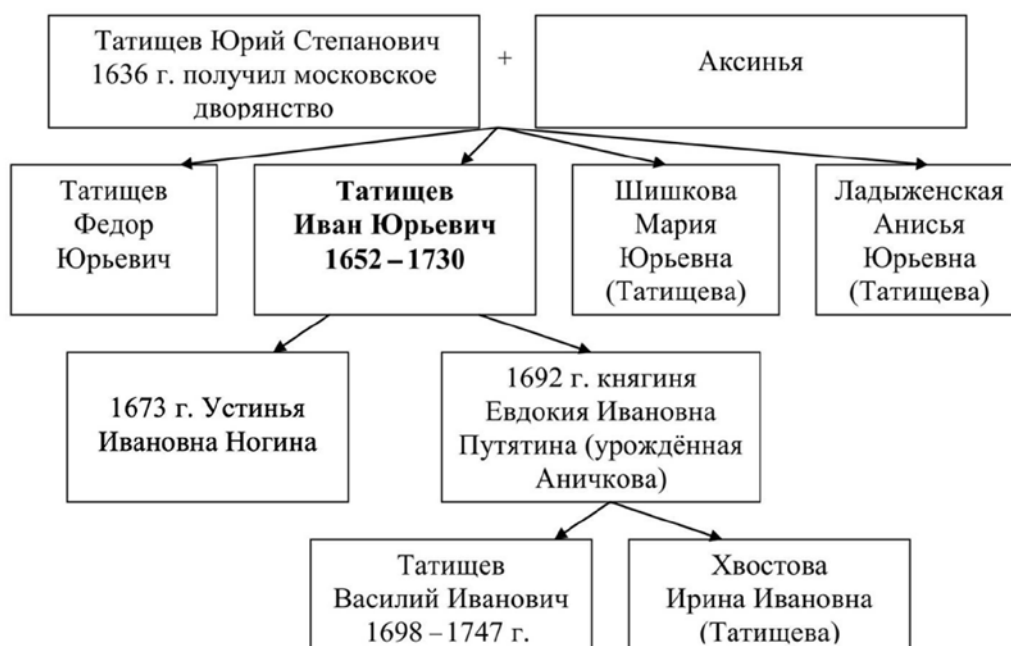 Татищев Юрий Степанович
1636 г. получил московское
дворянство
+
Аксинья
Татищев
Федор
Юрьевич
Татищев
Иван Юрьевич
1652 – 1730
Шишкова
Мария
Юрьевна
(Татищева)
Ладыженская
Анисья
Юрьевна
(Татищева)
1673 г. Устинья
Ивановна Ногина
1692 г. княгиня
Евдокия Ивановна
Путятина (урождённая
Аничкова)
Татищев
Василий Иванович
1698 – 1747 г.
Хвостова
Ирина Ивановна
(Татищева)